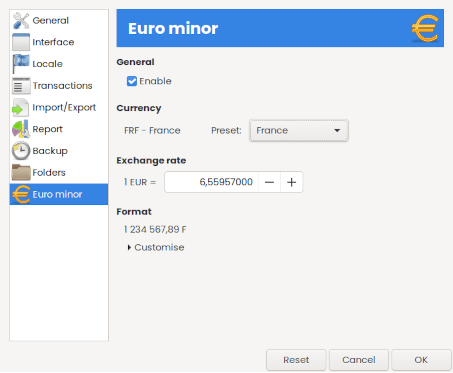 General
Interface
Locale
Transactions
Import/Export
Report
Backup
Folders
Euro minor
Euro minor
General
Enable
Currency
FRF - France Preset: France
Exchange rate
1 EUR = 6,55957000 − +
Format
1 234 567,89 F
Customise
Reset Cancel OK